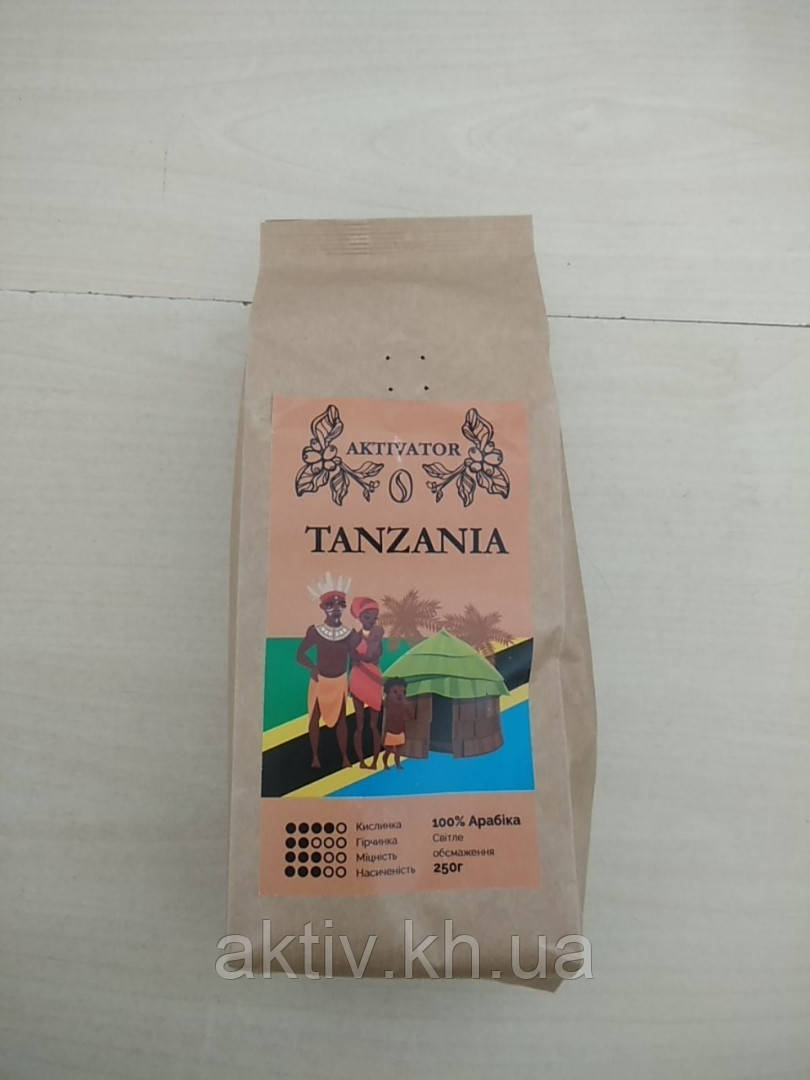 AKTIVATOR
TANZANIA
Кислинка
Гірчинка
Міцність
Насиченість
100% Арабіка
Світле
обсмаження
250г
aktiv.kh.ua